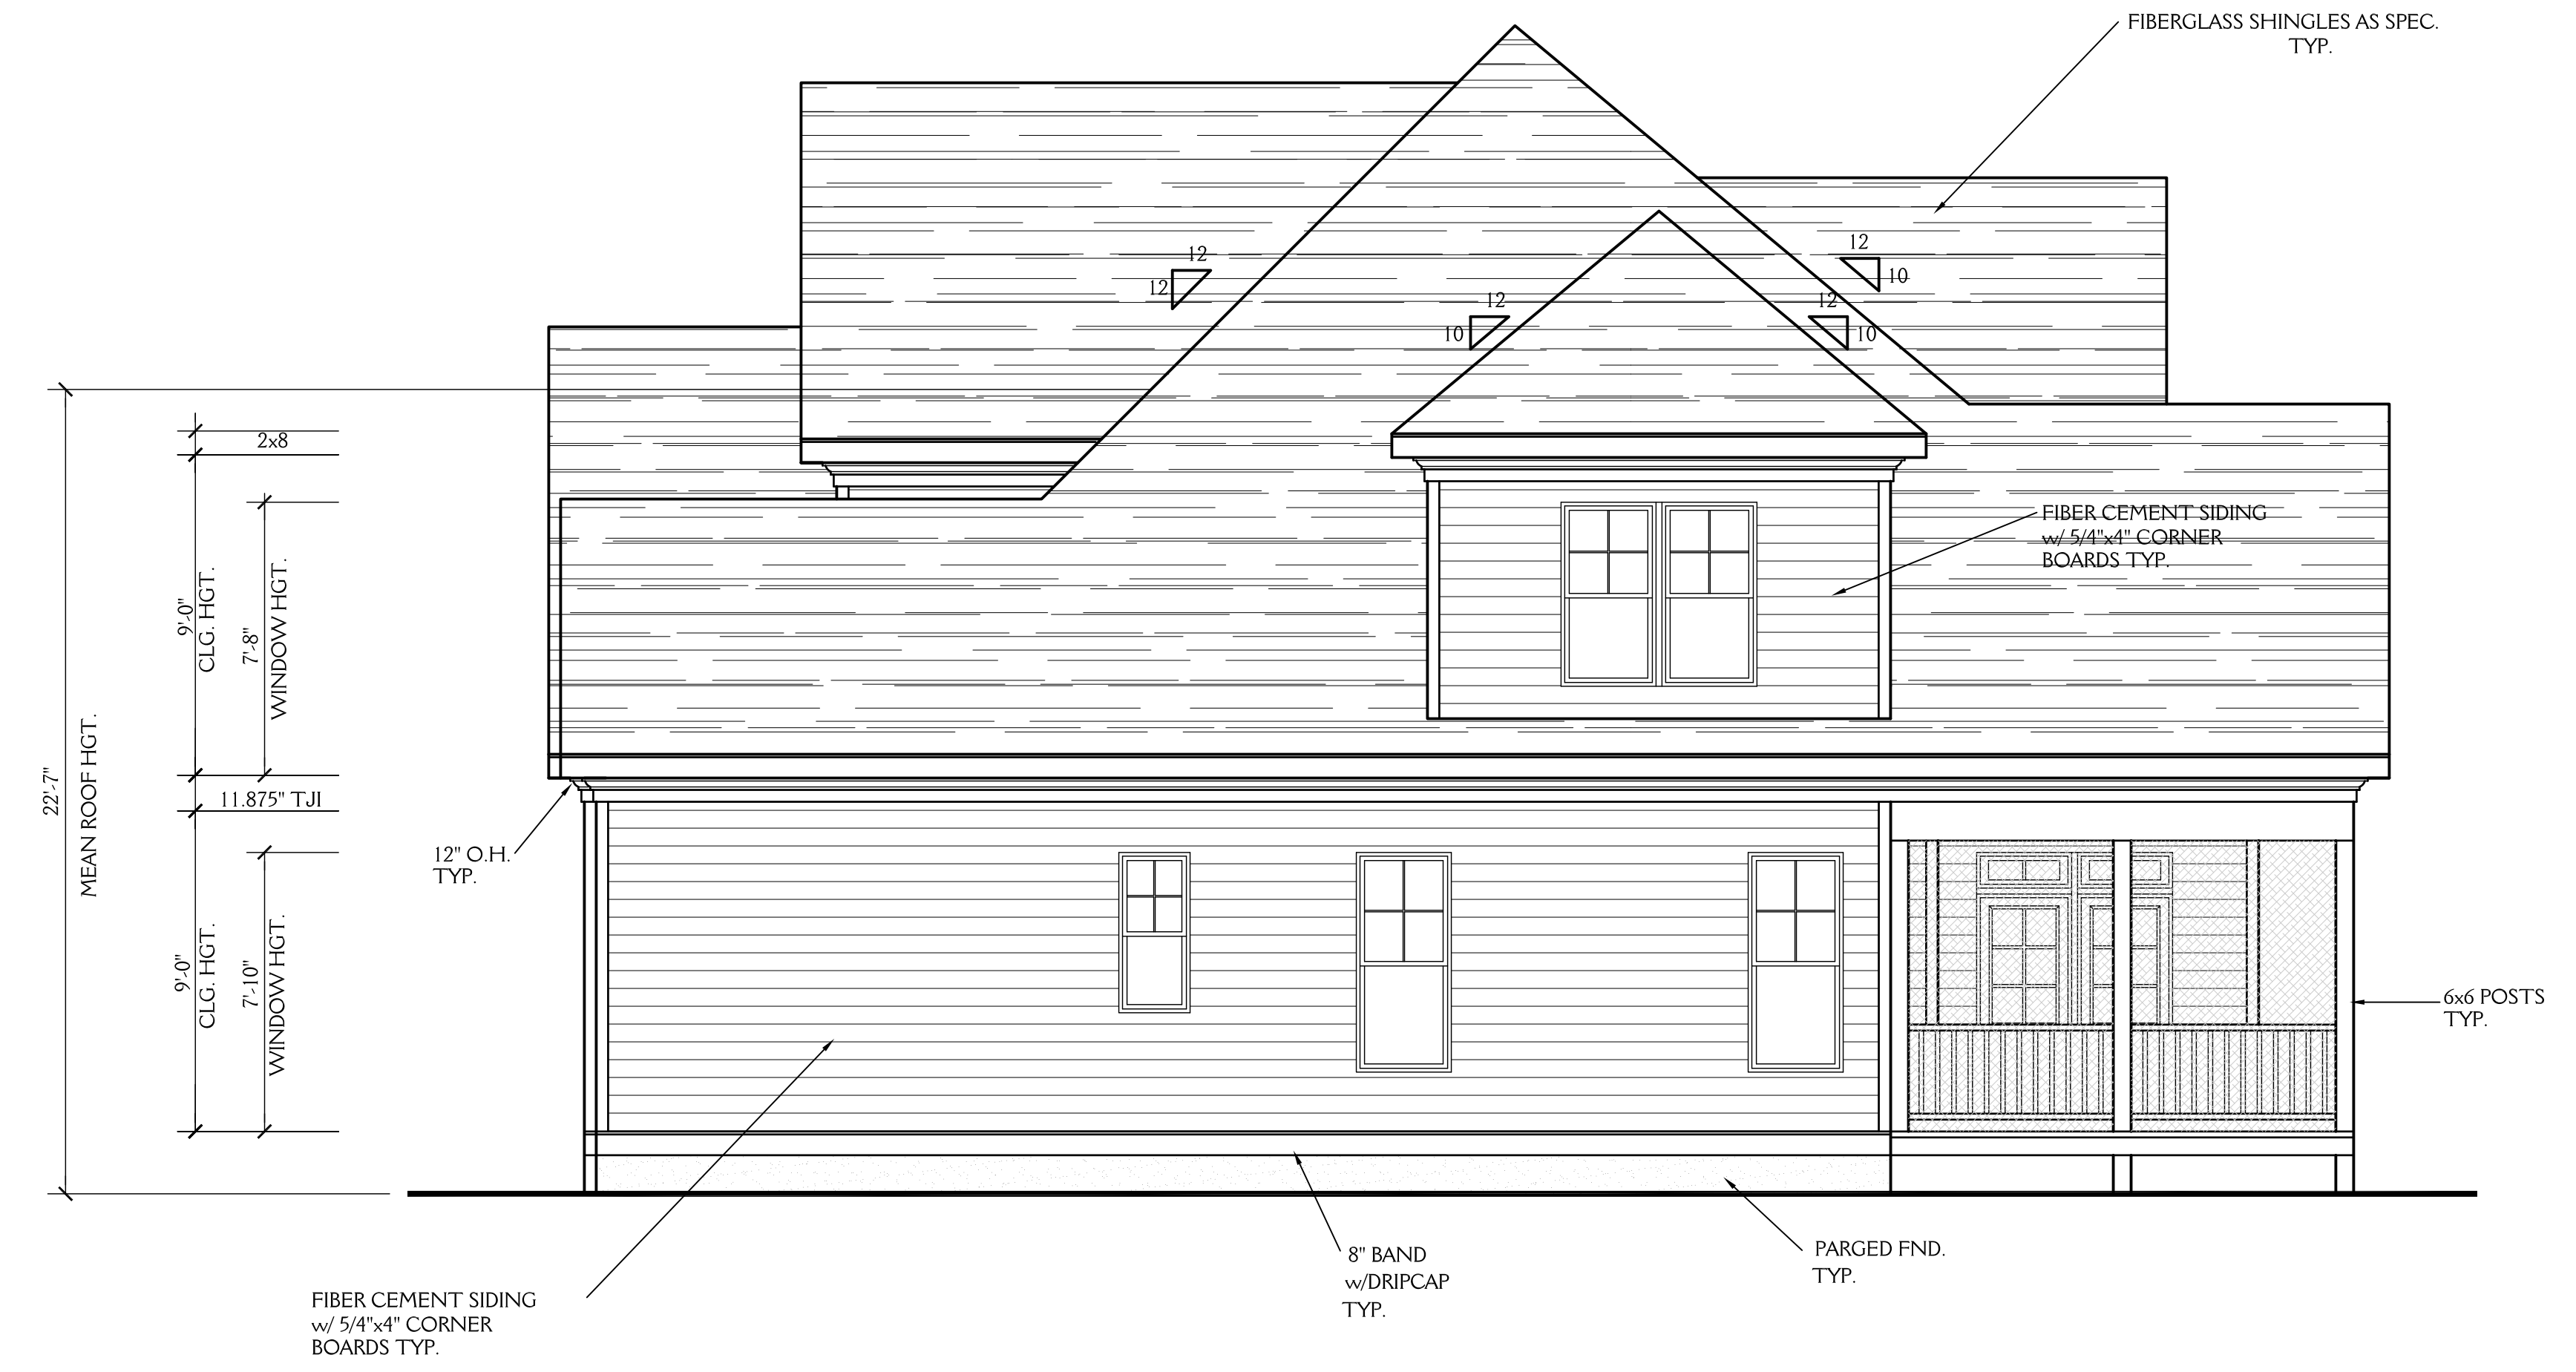 FIBERGLASS SHINGLES AS SPEC.
TYP.
12
12
12
10
12
10
12
10
2x8
9'-0"
CLG. HGT.
7'-8"
WINDOW HGT.
FIBER CEMENT SIDING
w/ 5/4"x4" CORNER
BOARDS TYP.
22'-7"
MEAN ROOF HGT.
11.875" TJI
12" O.H.
TYP.
9'-0"
CLG. HGT.
7'-10"
WINDOW HGT.
6x6 POSTS
TYP.
8" BAND
w/DRIPCAP
TYP.
PARGED FND.
TYP.
FIBER CEMENT SIDING
w/ 5/4"x4" CORNER
BOARDS TYP.